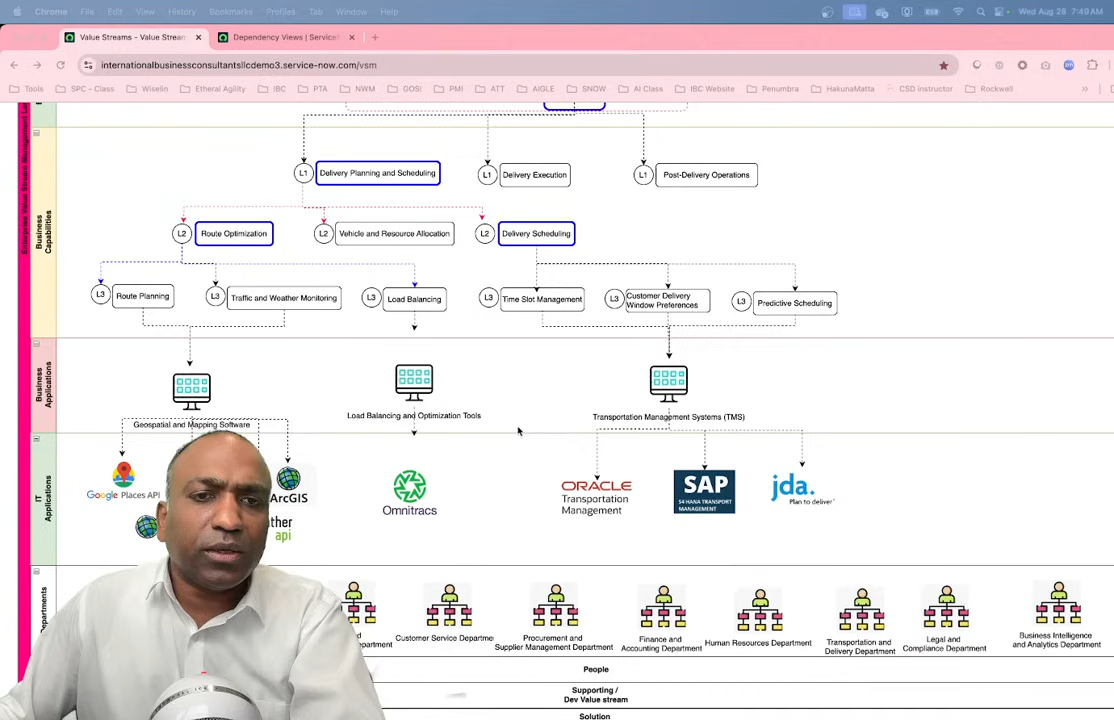 Chrome File Edit View History Bookmarks Profiles Tab Window Help Wed Aug 28 7:49 AM
Value Streams - Value Stream Dependency Views | Service
internationalbusinessconsultantsllcdemo3.service-now.com/vsm
Tools SPC - Class Wiselin Etheral Agility IBC PTA NWM GOSI PMI ATT AIGLE SNOW AI Class IBC Website Penumbra HakunaMatta CSD instructor Rockwell
Enterprise Value Stream Management
Business
Capabilities
L1 Delivery Planning and Scheduling L1 Delivery Execution L1 Post-Delivery Operations
L2 Route Optimization L2 Vehicle and Resource Allocation L2 Delivery Scheduling
L3 Route Planning L3 Traffic and Weather Monitoring L3 Load Balancing L3 Time Slot Management L3 Customer Delivery
Window Preferences L3 Predictive Scheduling
Business
Applications
Geospatial and Mapping Software Load Balancing and Optimization Tools Transportation Management Systems (TMS)
IT
Applications
Google Places API
ArcGIS
api
Omnitracs
ORACLE
Transportation
Management
SAP
S4 HANA TRANSPORT
MANAGEMENT
jda.
Plan to deliver
Departments
Customer Service Departme
Procurement and
Supplier Management Department
Finance and
Accounting Department
Human Resources Department
Transportation and
Delivery Department
Legal and
Compliance Department
Business Intelligence
and Analytics Department
People
Supporting /
Dev Value stream
Solution